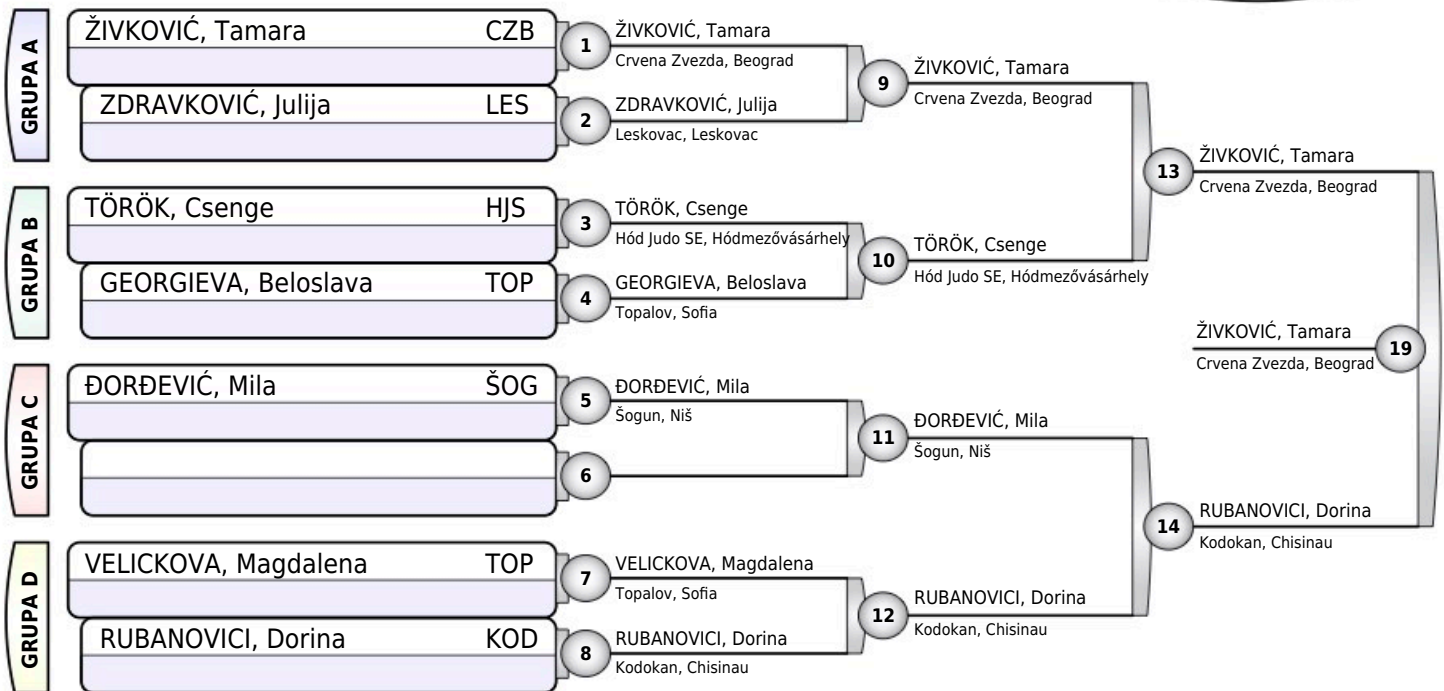 GRUPA A
ŽIVKOVIĆ, Tamara CZB
ZDRAVKOVIĆ, Julija LES
GRUPA B
TÖRÖK, Csenge HJS
GEORGIEVA, Beloslava TOP
GRUPA C
ĐORĐEVIĆ, Mila ŠOG
GRUPA D
VELICKOVA, Magdalena TOP
RUBANOVICI, Dorina KOD
1
ŽIVKOVIĆ, Tamara
Crvena Zvezda, Beograd
2
ZDRAVKOVIĆ, Julija
Leskovac, Leskovac
3
TÖRÖK, Csenge
Hód Judo SE, Hódmezővásárhely
4
GEORGIEVA, Beloslava
Topalov, Sofia
5
ĐORĐEVIĆ, Mila
Šogun, Niš
6
7
VELICKOVA, Magdalena
Topalov, Sofia
8
RUBANOVICI, Dorina
Kodokan, Chisinau
9
ŽIVKOVIĆ, Tamara
Crvena Zvezda, Beograd
10
TÖRÖK, Csenge
Hód Judo SE, Hódmezővásárhely
11
ĐORĐEVIĆ, Mila
Šogun, Niš
12
RUBANOVICI, Dorina
Kodokan, Chisinau
13
ŽIVKOVIĆ, Tamara
Crvena Zvezda, Beograd
14
RUBANOVICI, Dorina
Kodokan, Chisinau
ŽIVKOVIĆ, Tamara
Crvena Zvezda, Beograd
19